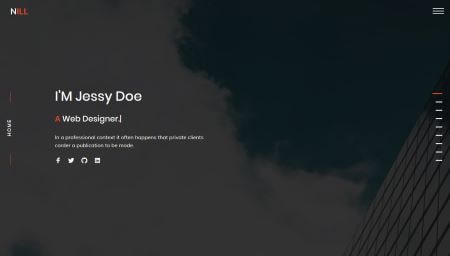 NILL
I'M Jessy Doe
A Web Designer.
HOME
In a professional context it often happens that private clients
corder a publication to be made.